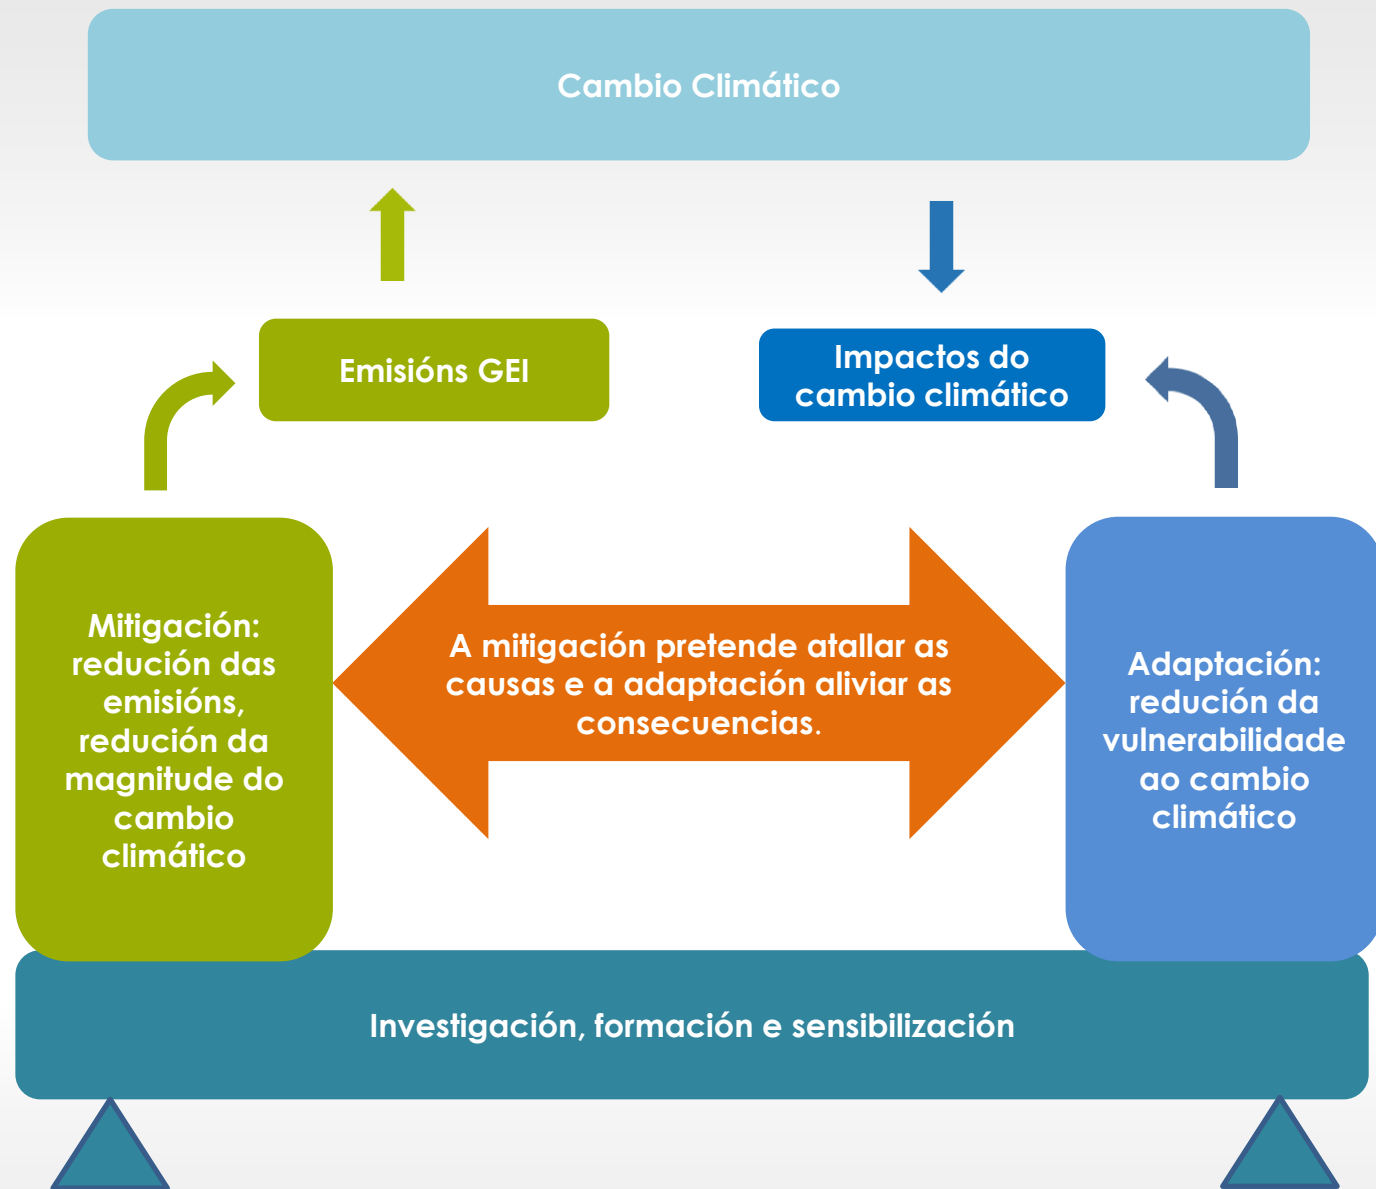 Cambio Climático
Emisións GEI
Impactos do
cambio climático
Mitigación:
redución das
emisións,
redución da
magnitude do
cambio
climático
A mitigación pretende atallar as
causas e a adaptación aliviar as
consecuencias.
Adaptación:
redución da
vulnerabilidade
ao cambio
climático
Investigación, formación e sensibilización